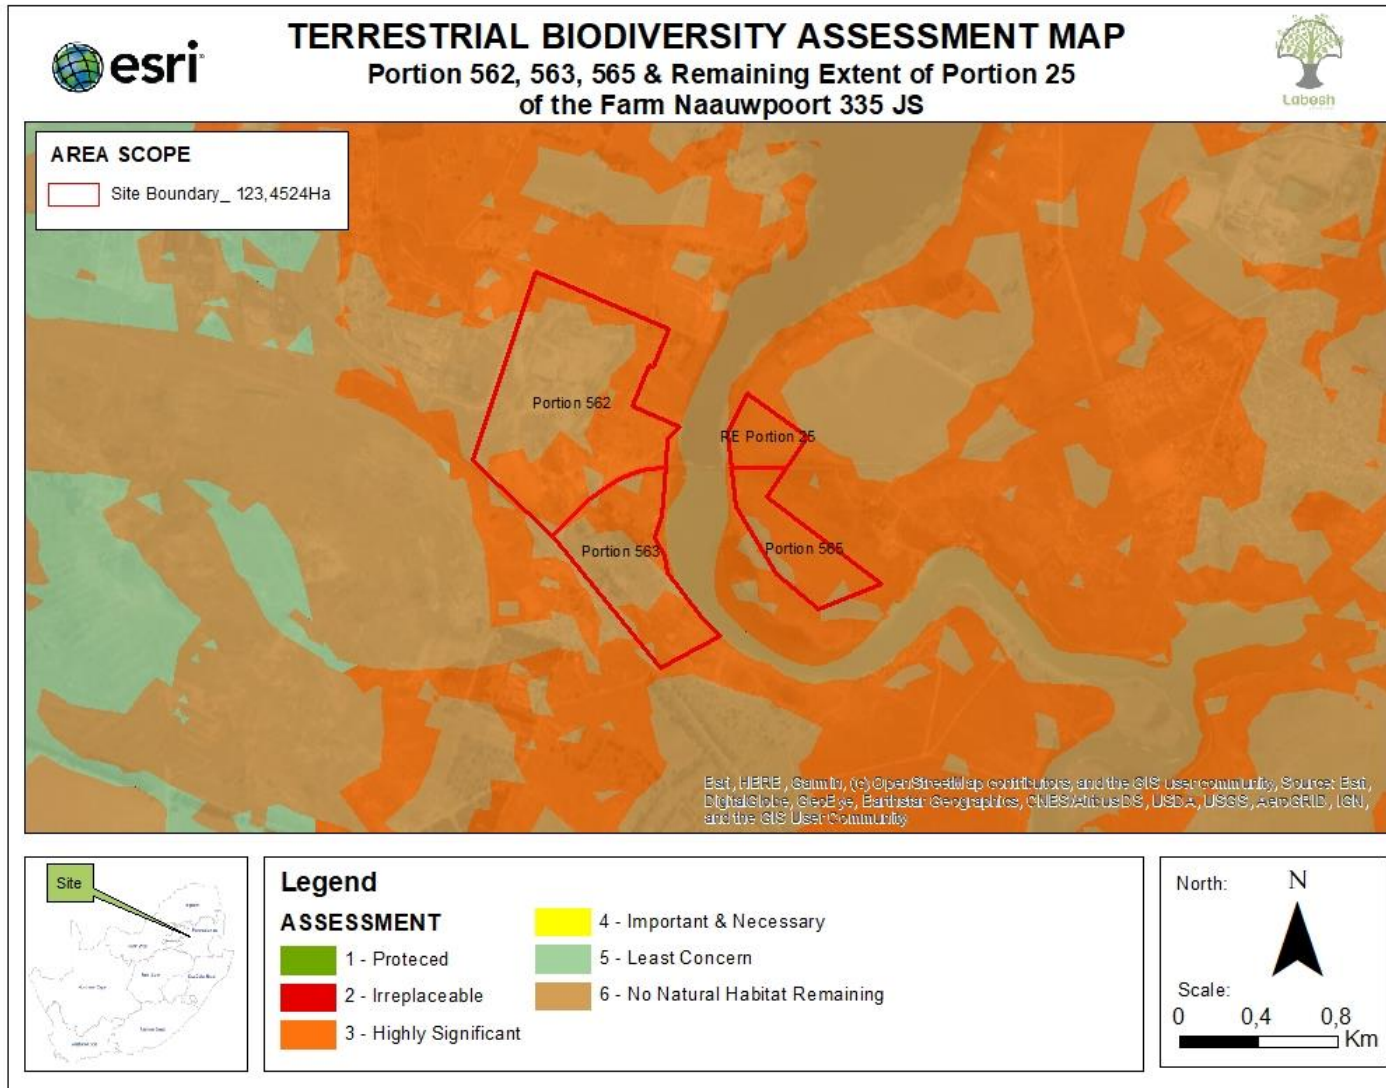 esri
TERRESTRIAL BIODIVERSITY ASSESSMENT MAP
Portion 562, 563, 565 & Remaining Extent of Portion 25
of the Farm Naauwpoort 335 JS
Labesh
AREA SCOPE
Site Boundary_ 123,4524Ha
Portion 562
RE Portion 25
Portion 563
Portion 565
Esri, HERE, Garmin, (c) OpenStreetMap contributors, and the GIS user community, Source: Esri,
DigitalGlobe, GeoEye, Earthstar Geographics, CNES/Airbus DS, USDA, USGS, AeroGRID, IGN,
and the GIS User Community
Site
Legend
ASSESSMENT
1 - Proteced
2 - Irreplaceable
3 - Highly Significant
4 - Important & Necessary
5 - Least Concern
6 - No Natural Habitat Remaining
North:
N
Scale:
0 0,4 0,8
Km